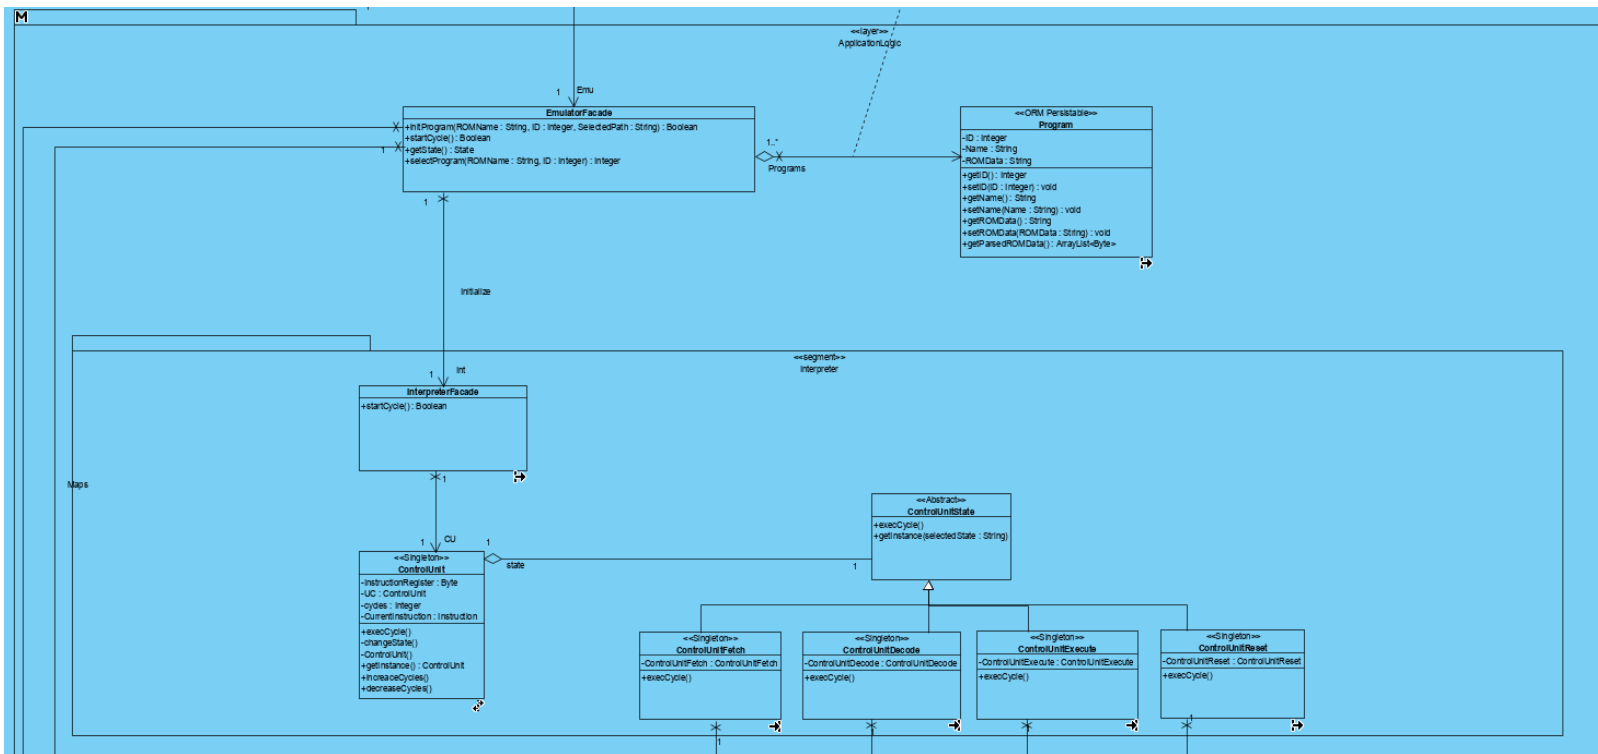 M
<<layer>>
ApplicationLogic
1
Emu
EmulatorFacade
+initProgram(ROMName : String, ID : Integer, SelectedPath : String) : Boolean
+startCycle() : Boolean
+getState() : State
+selectProgram(ROMName : String, ID : Integer) : Integer
1
1
1..*
Programs
<<ORM Persistable>>
Program
-ID : Integer
-Name : String
-ROMData : String
+getID() : Integer
+setID(ID : Integer) : void
+getName() : String
+setName(Name : String) : void
+getROMData() : String
+setROMData(ROMData : String) : void
+getParsedROMData() : ArrayList<Byte>
Initialize
<<segment>>
Interpreter
1
Int
InterpreterFacade
+startCycle() : Boolean
1
Maps
1
CU
1
<<Singleton>>
ControlUnit
-InstructionRegister : Byte
-UC : ControlUnit
-cycles : Integer
-CurrentInstruction : Instruction
+execCycle()
-changeState()
-ControlUnit()
+getInstance() : ControlUnit
+increaceCycles()
+decreaseCycles()
state
1
<<Abstract>>
ControlUnitState
+execCycle()
+getInstance(selectedState : String)
<<Singleton>>
ControlUnitFetch
-ControlUnitFetch : ControlUnitFetch
+execCycle()
<<Singleton>>
ControlUnitDecode
-ControlUnitDecode : ControlUnitDecode
+execCycle()
<<Singleton>>
ControlUnitExecute
-ControlUnitExecute : ControlUnitExecute
+execCycle()
<<Singleton>>
ControlUnitReset
-ControlUnitReset : ControlUnitReset
+execCycle()
1
1
1
1